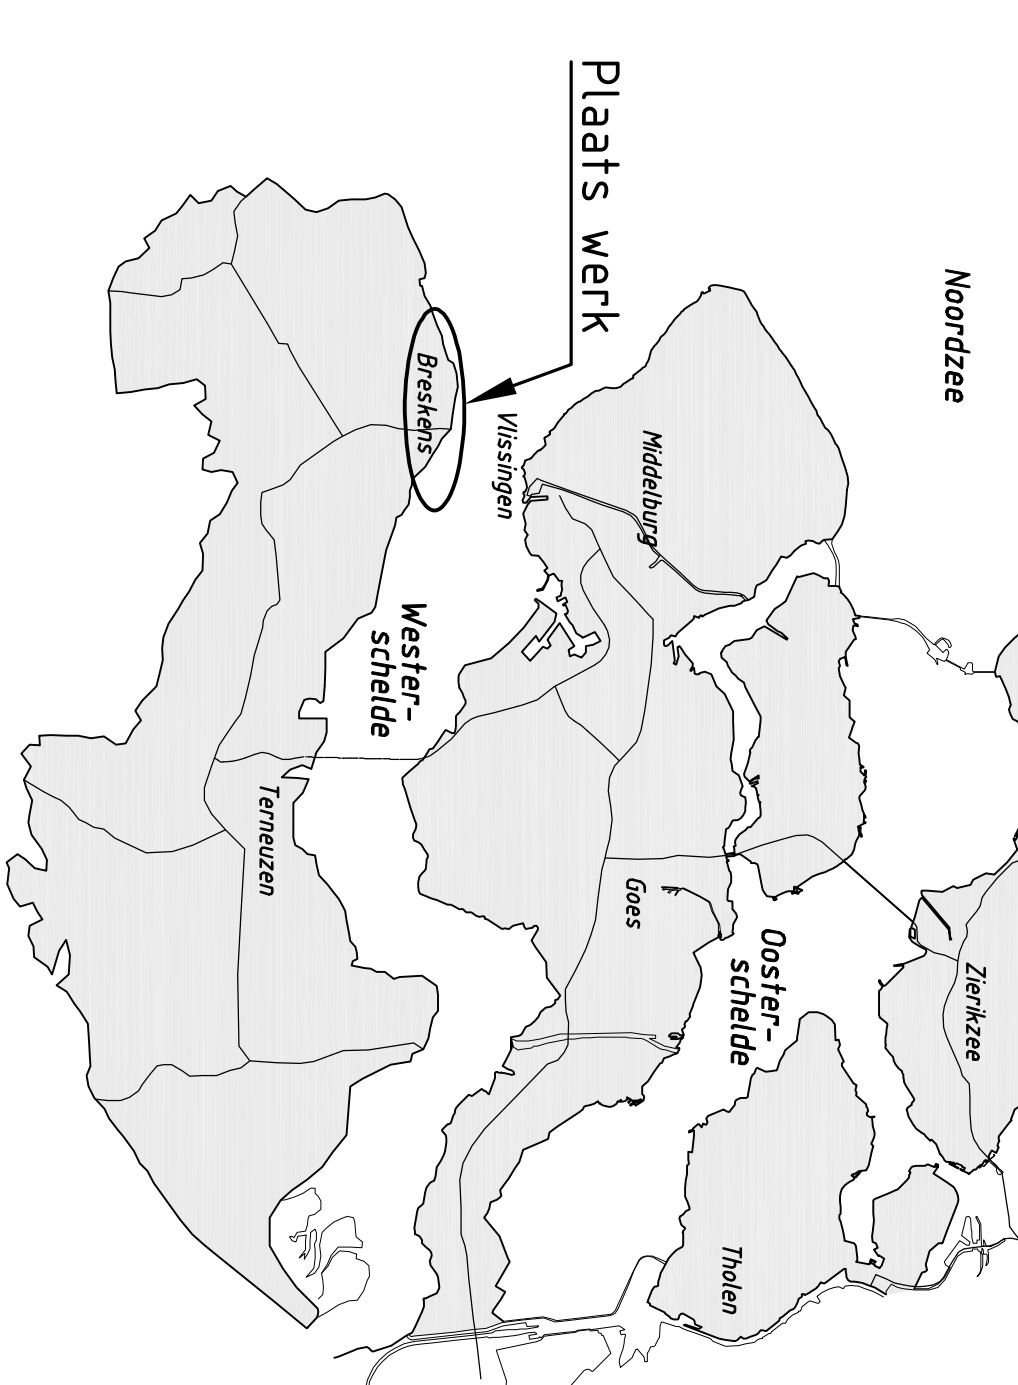 Noordzee
Plaats werk
Breskens
Vlissingen
Middelburg
Wester-
schelde
Terneuzen
Goes
Ooster-
schelde
Zierikzee
Tholen